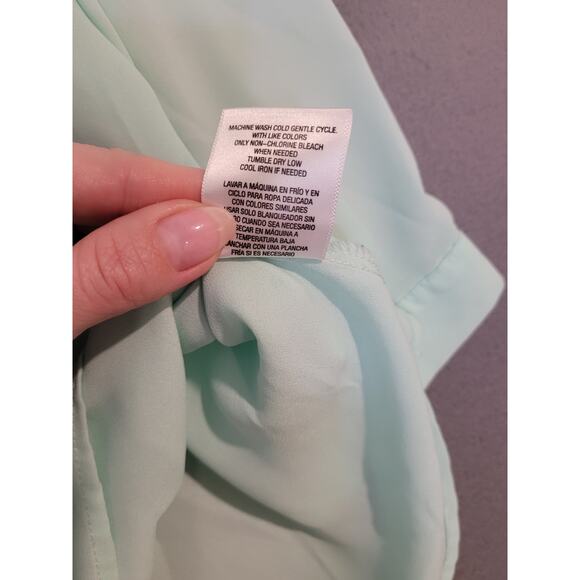 MACHINE WASH COLD GENTLE CYCLE.
WITH LIKE COLORS
ONLY NON-CHLORINE BLEACH
WHEN NEEDED
TUMBLE DRY LOW
COOL IRON IF NEEDED
LAVAR A MÁQUINA EN FRÍO Y EN
CICLO PARA ROPA DELICADA
CON COLORES SIMILARES
USAR SOLO BLANQUEADOR SIN
CUANDO SEA NECESARIO
SECAR EN MÁQUINA A
TEMPERATURA BAJA
CON UNA PLANCHA
FRÍA SI ES NECESARIO